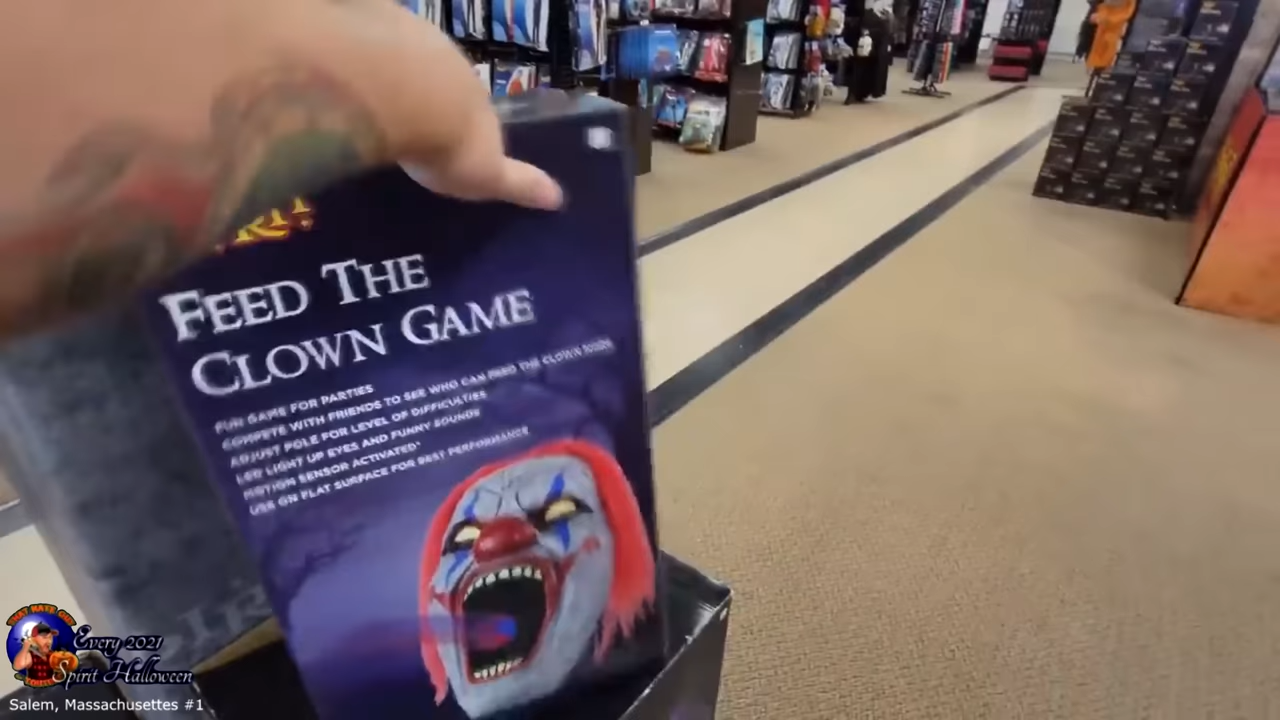 FEED THE
CLOWN GAME
FUN GAME FOR PARTIES
COMPETE WITH FRIENDS TO SEE WHO CAN FEED THE CLOWN MORE
ADJUST POLE FOR LEVEL OF DIFFICULTIES
LED LIGHT UP EYES AND FUNNY SOUNDS
MOTION SENSOR ACTIVATED*
USE ON FLAT SURFACE FOR BEST PERFORMANCE
Every 2021
Spirit Halloween
Salem, Massachusetts #1